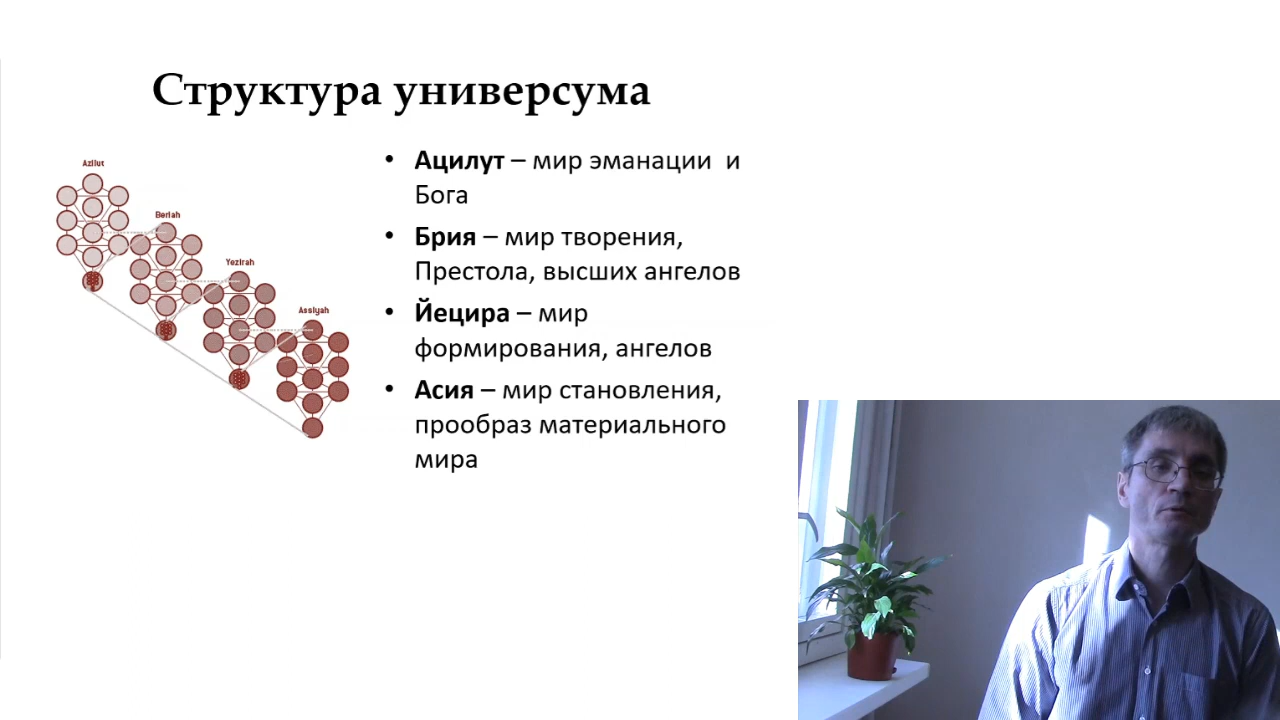 Структура универсума
Azilut
Beriah
Yezirah
Assiyah
• Ацилут – мир эманации и
Бога
• Брия – мир творения,
Престола, высших ангелов
• Йецира – мир
формирования, ангелов
• Асия – мир становления,
прообраз материального
мира